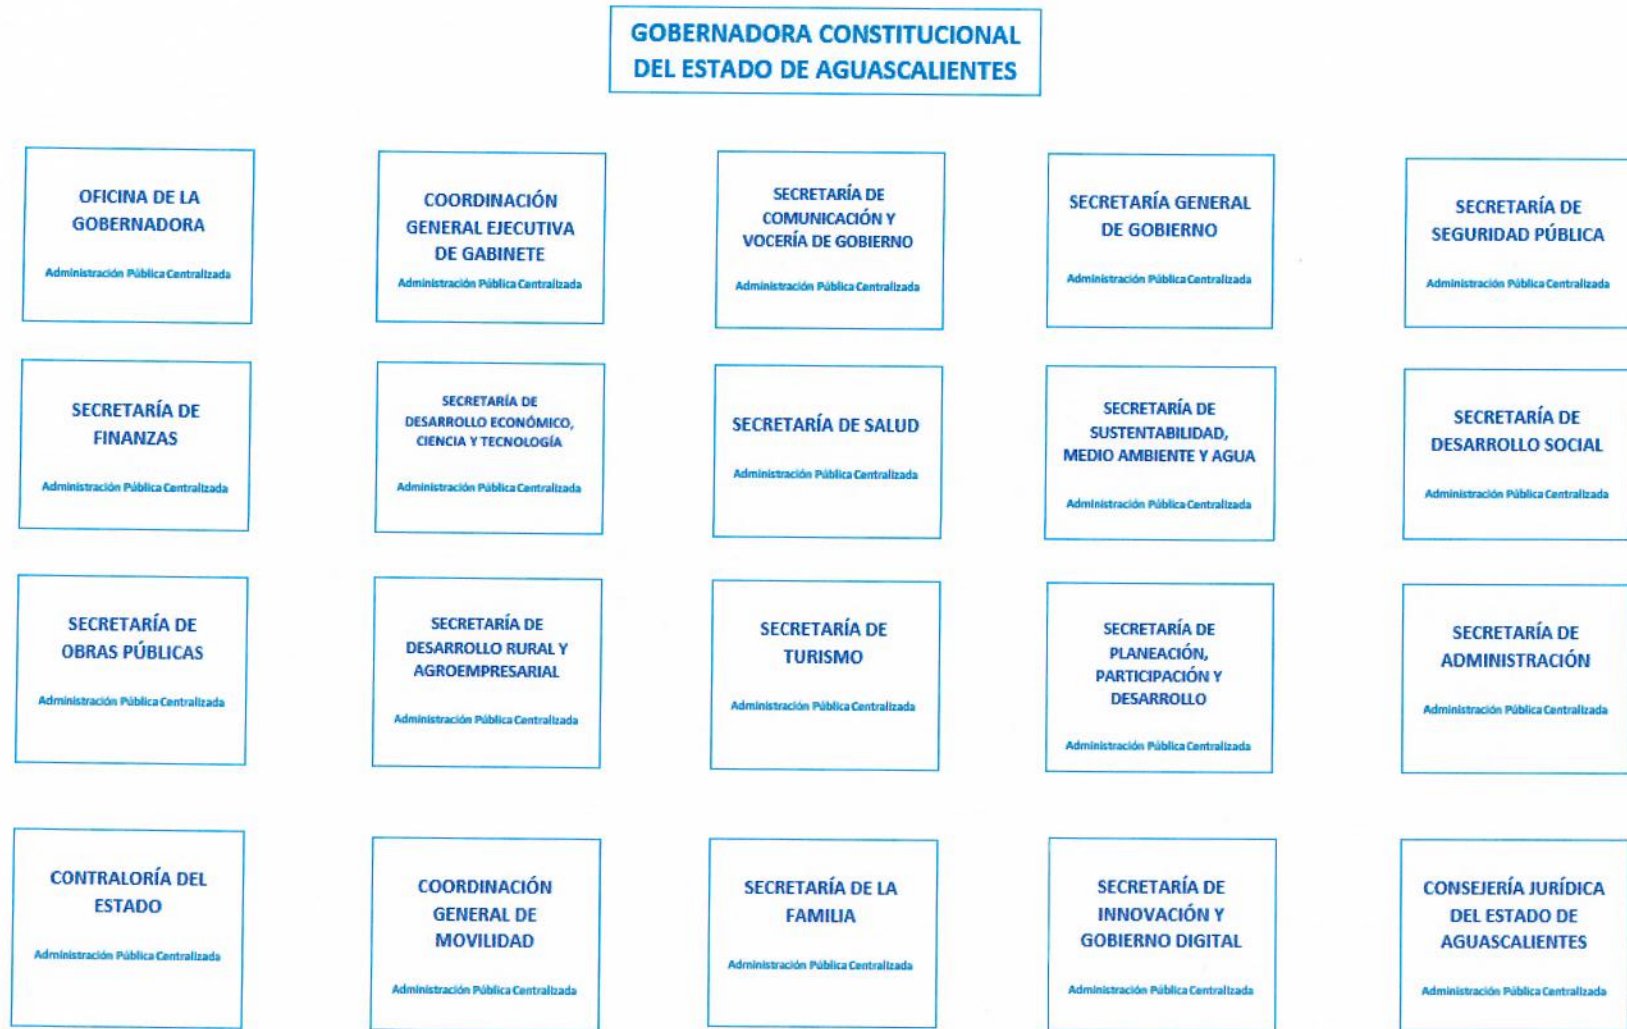 GOBERNADORA CONSTITUCIONAL
DEL ESTADO DE AGUASCALIENTES
OFICINA DE LA
GOBERNADORA
Administración Pública Centralizada
COORDINACIÓN
GENERAL EJECUTIVA
DE GABINETE
Administración Pública Centralizada
SECRETARÍA DE
COMUNICACIÓN Y
VOCERÍA DE GOBIERNO
Administración Pública Centralizada
SECRETARÍA GENERAL
DE GOBIERNO
Administración Pública Centralizada
SECRETARÍA DE
SEGURIDAD PÚBLICA
Administración Pública Centralizada
SECRETARÍA DE
FINANZAS
Administración Pública Centralizada
SECRETARÍA DE
DESARROLLO ECONÓMICO,
CIENCIA Y TECNOLOGÍA
Administración Pública Centralizada
SECRETARÍA DE SALUD
Administración Pública Centralizada
SECRETARÍA DE
SUSTENTABILIDAD,
MEDIO AMBIENTE Y AGUA
Administración Pública Centralizada
SECRETARÍA DE
DESARROLLO SOCIAL
Administración Pública Centralizada
SECRETARÍA DE
OBRAS PÚBLICAS
Administración Pública Centralizada
SECRETARÍA DE
DESARROLLO RURAL Y
AGROEMPRESARIAL
Administración Pública Centralizada
SECRETARÍA DE
TURISMO
Administración Pública Centralizada
SECRETARÍA DE
PLANEACIÓN,
PARTICIPACIÓN Y
DESARROLLO
Administración Pública Centralizada
SECRETARÍA DE
ADMINISTRACIÓN
Administración Pública Centralizada
CONTRALORÍA DEL
ESTADO
Administración Pública Centralizada
COORDINACIÓN
GENERAL DE
MOVILIDAD
Administración Pública Centralizada
SECRETARÍA DE LA
FAMILIA
Administración Pública Centralizada
SECRETARÍA DE
INNOVACIÓN Y
GOBIERNO DIGITAL
Administración Pública Centralizada
CONSEJERÍA JURÍDICA
DEL ESTADO DE
AGUASCALIENTES
Administración Pública Centralizada